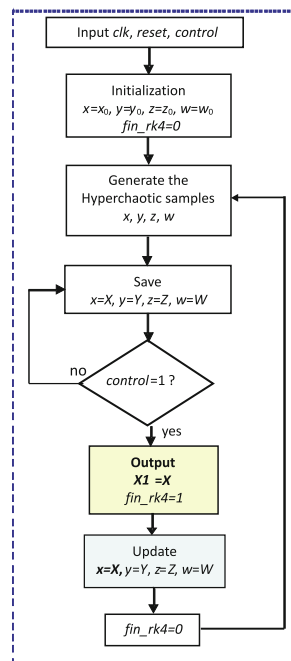 Input clk, reset, control
Initialization
x=x₀, y=y₀, z=z₀, w=w₀
fin_rk4=0
Generate the
Hyperchaotic samples
x, y, z, w
Save
x=X, y=Y, z=Z, w=W
no
control=1 ?
yes
Output
X1 =X
fin_rk4=1
Update
x=X, y=Y, z=Z, w=W
fin_rk4=0